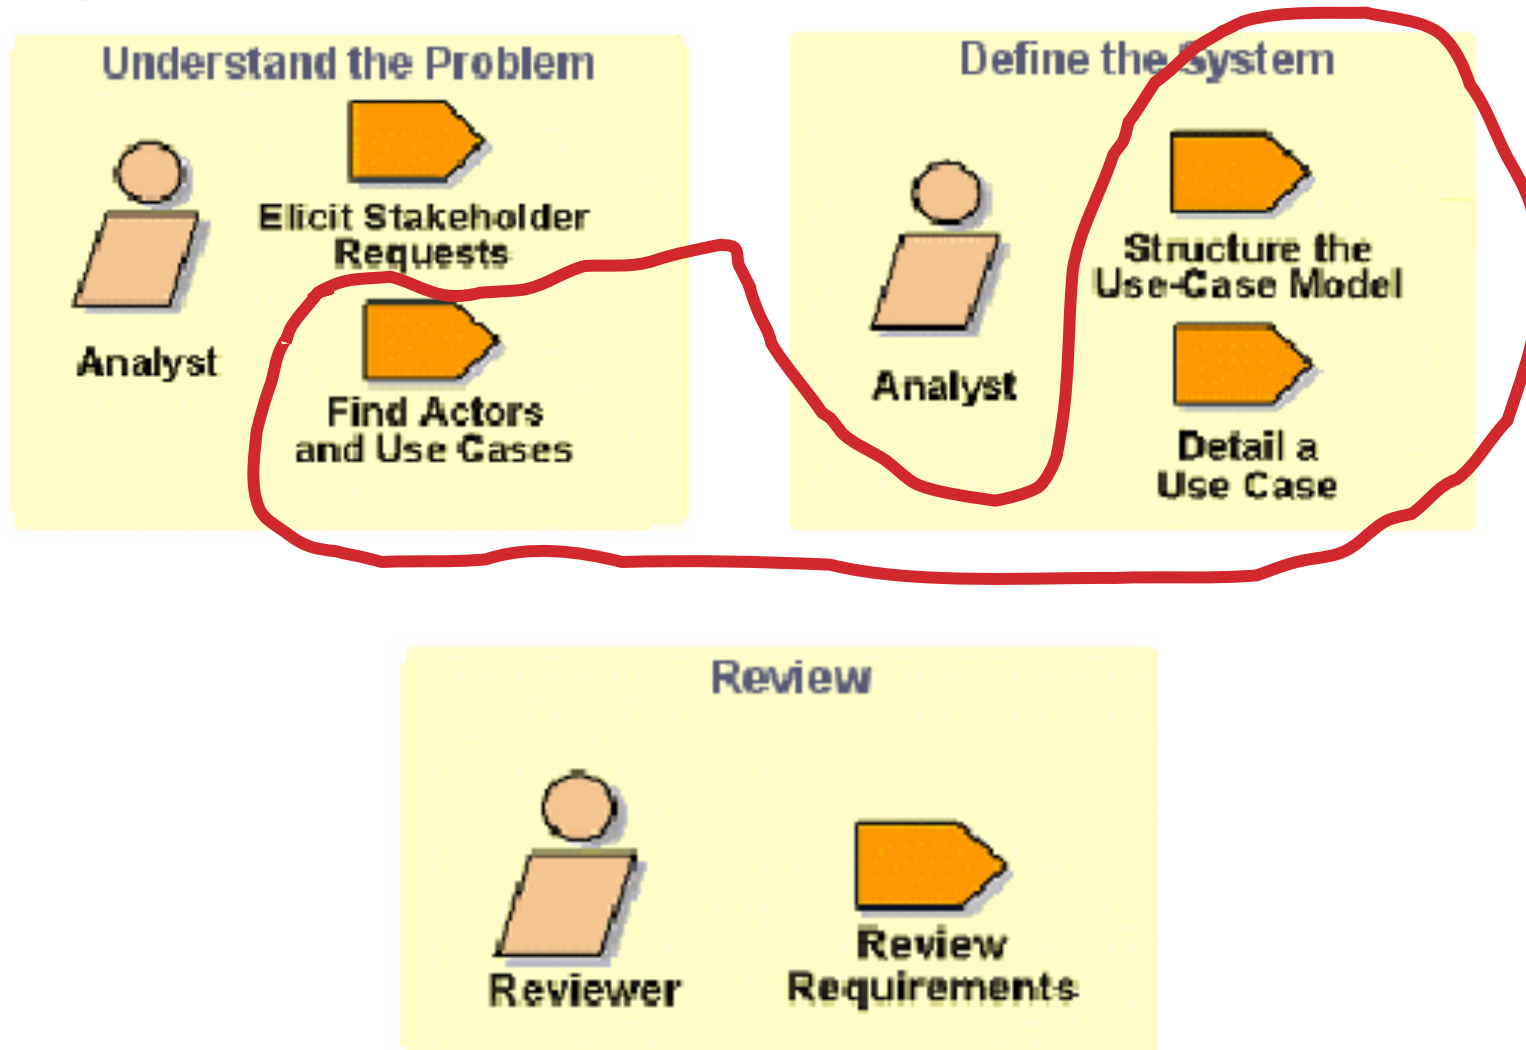 Understand the Problem
Elicit Stakeholder
Requests
Analyst
Find Actors
and Use Cases
Define the System
Structure the
Use-Case Model
Analyst
Detail a
Use Case
Review
Reviewer
Review
Requirements